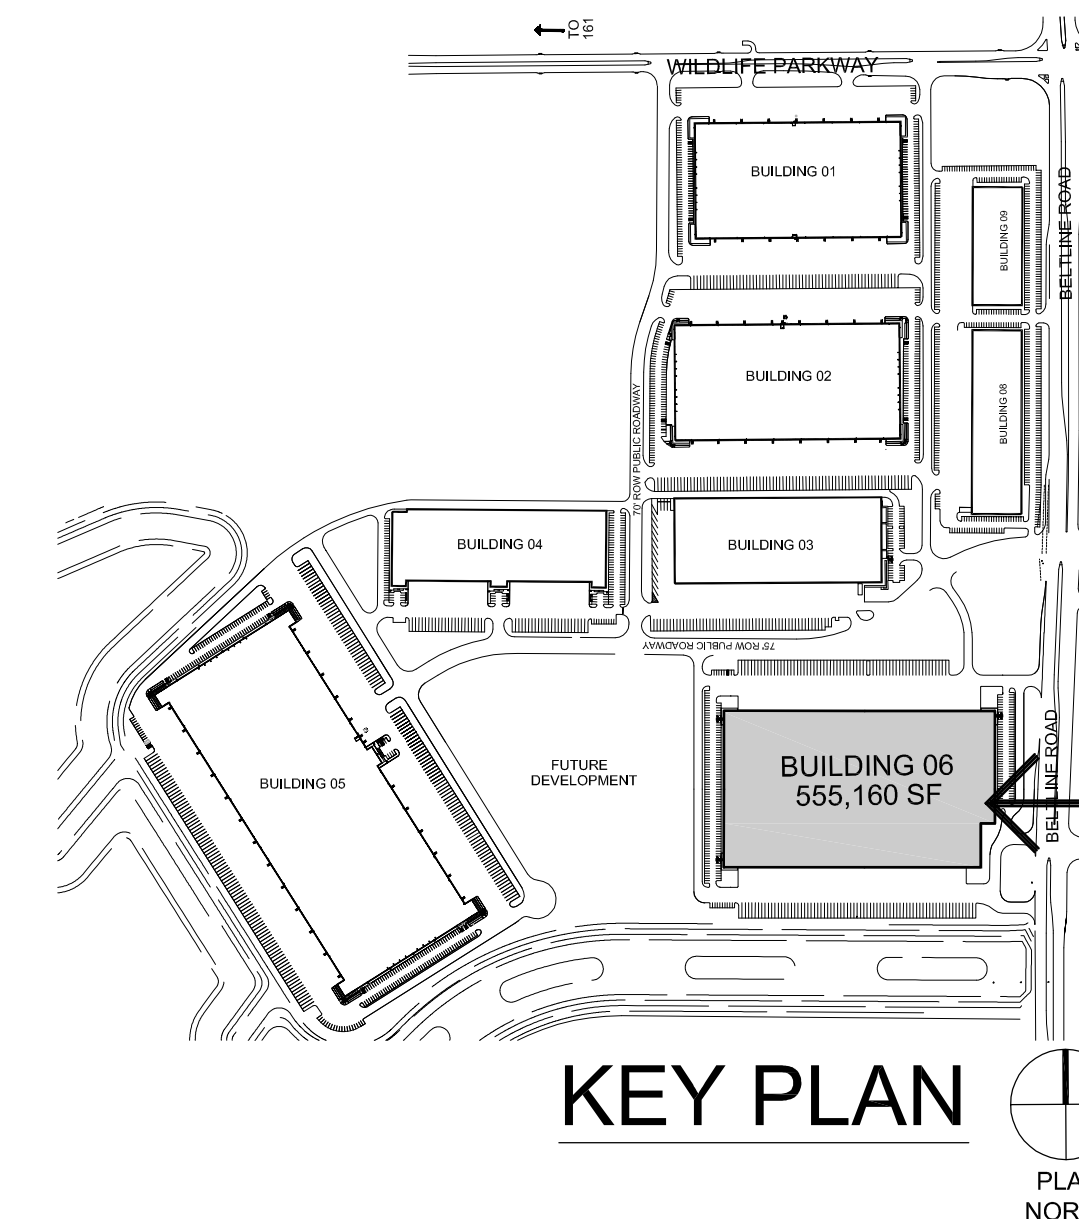 TO
161
WILDLIFE PARKWAY
BUILDING 01
BELTLINE ROAD
BUILDING 09
BUILDING 02
BUILDING 08
70' ROW PUBLIC ROADWAY
BUILDING 04
BUILDING 03
75' ROW PUBLIC ROADWAY
BUILDING 06
555,160 SF
BELTLINE ROAD
FUTURE
DEVELOPMENT
BUILDING 05
KEY PLAN
PLA
NOR